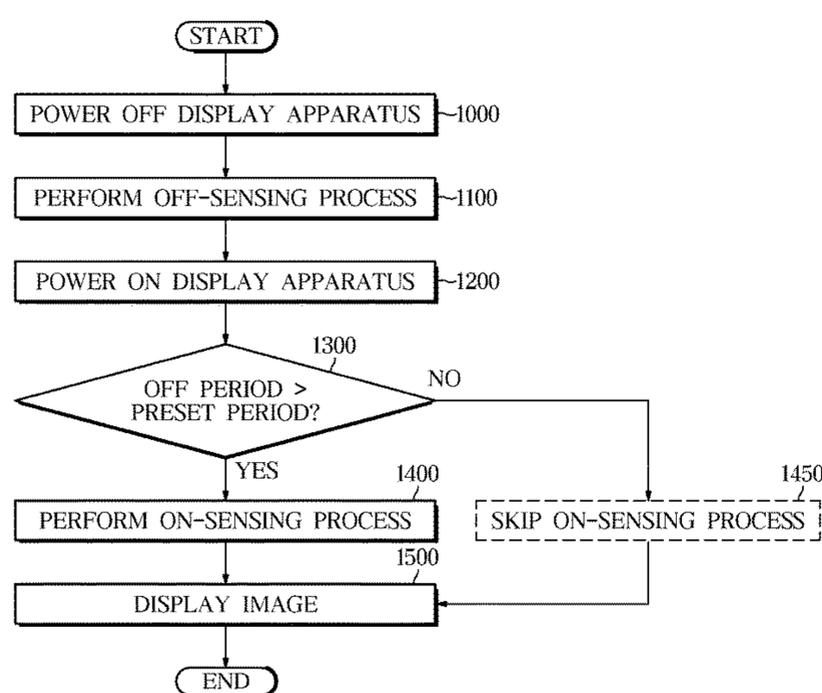 START
POWER OFF DISPLAY APPARATUS
1000
PERFORM OFF-SENSING PROCESS
1100
POWER ON DISPLAY APPARATUS
1200
1300
OFF PERIOD >
PRESET PERIOD?
NO
YES
1400
PERFORM ON-SENSING PROCESS
1450
SKIP ON-SENSING PROCESS
1500
DISPLAY IMAGE
END